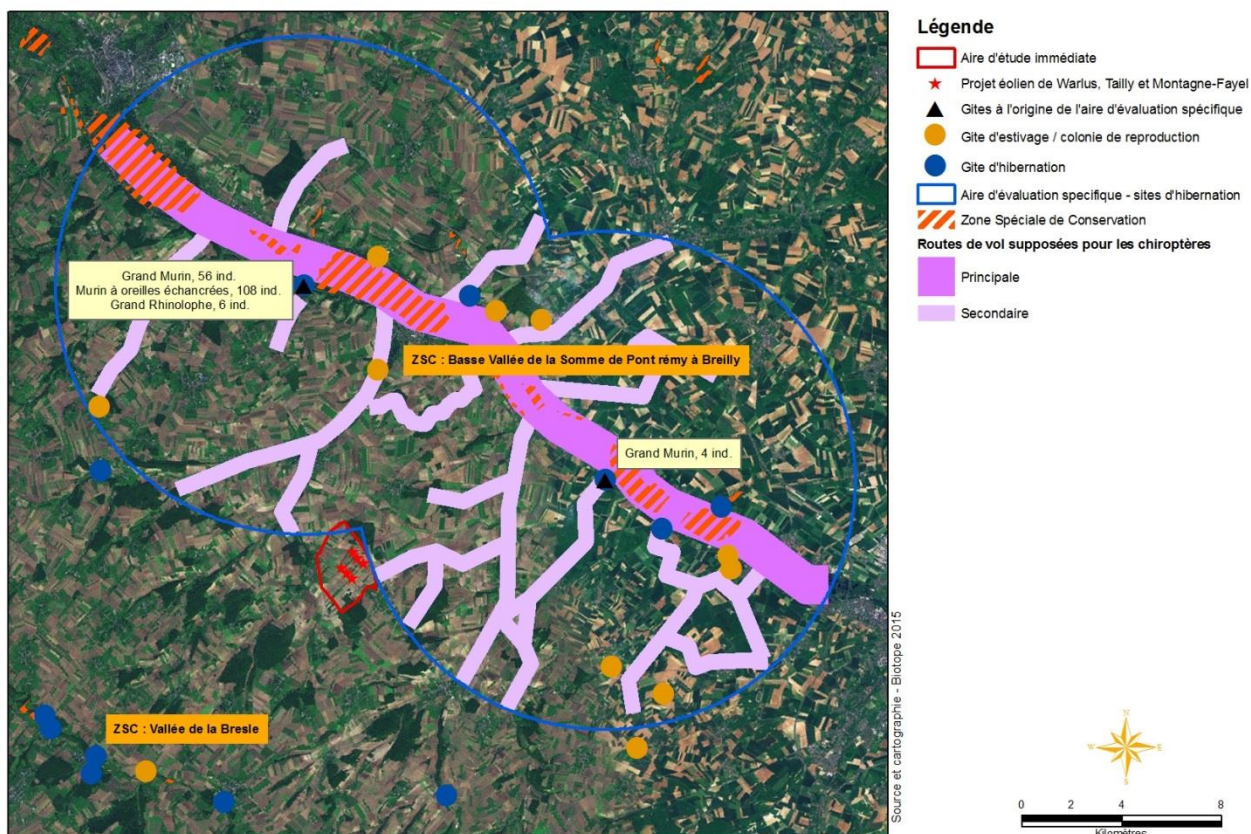 Grand Murin, 56 ind.
Murin à oreilles échancrées, 108 ind.
Grand Rhinolophe, 6 ind.
ZSC : Basse Vallée de la Somme de Pont rémy à Breilly
Grand Murin, 4 ind.
ZSC : Vallée de la Bresle
Source et cartographie - Biotope 2015
Légende
Aire d'étude immédiate
Projet éolien de Warlus, Tailly et Montagne-Fayel
Gites à l'origine de l'aire d'évaluation spécifique
Gite d'estivage / colonie de reproduction
Gite d'hibernation
Aire d'évaluation specifique - sites d'hibernation
Zone Spéciale de Conservation
Routes de vol supposées pour les chiroptères
Principale
Secondaire
N
W E
S
0 2 4 8
Kilomètres